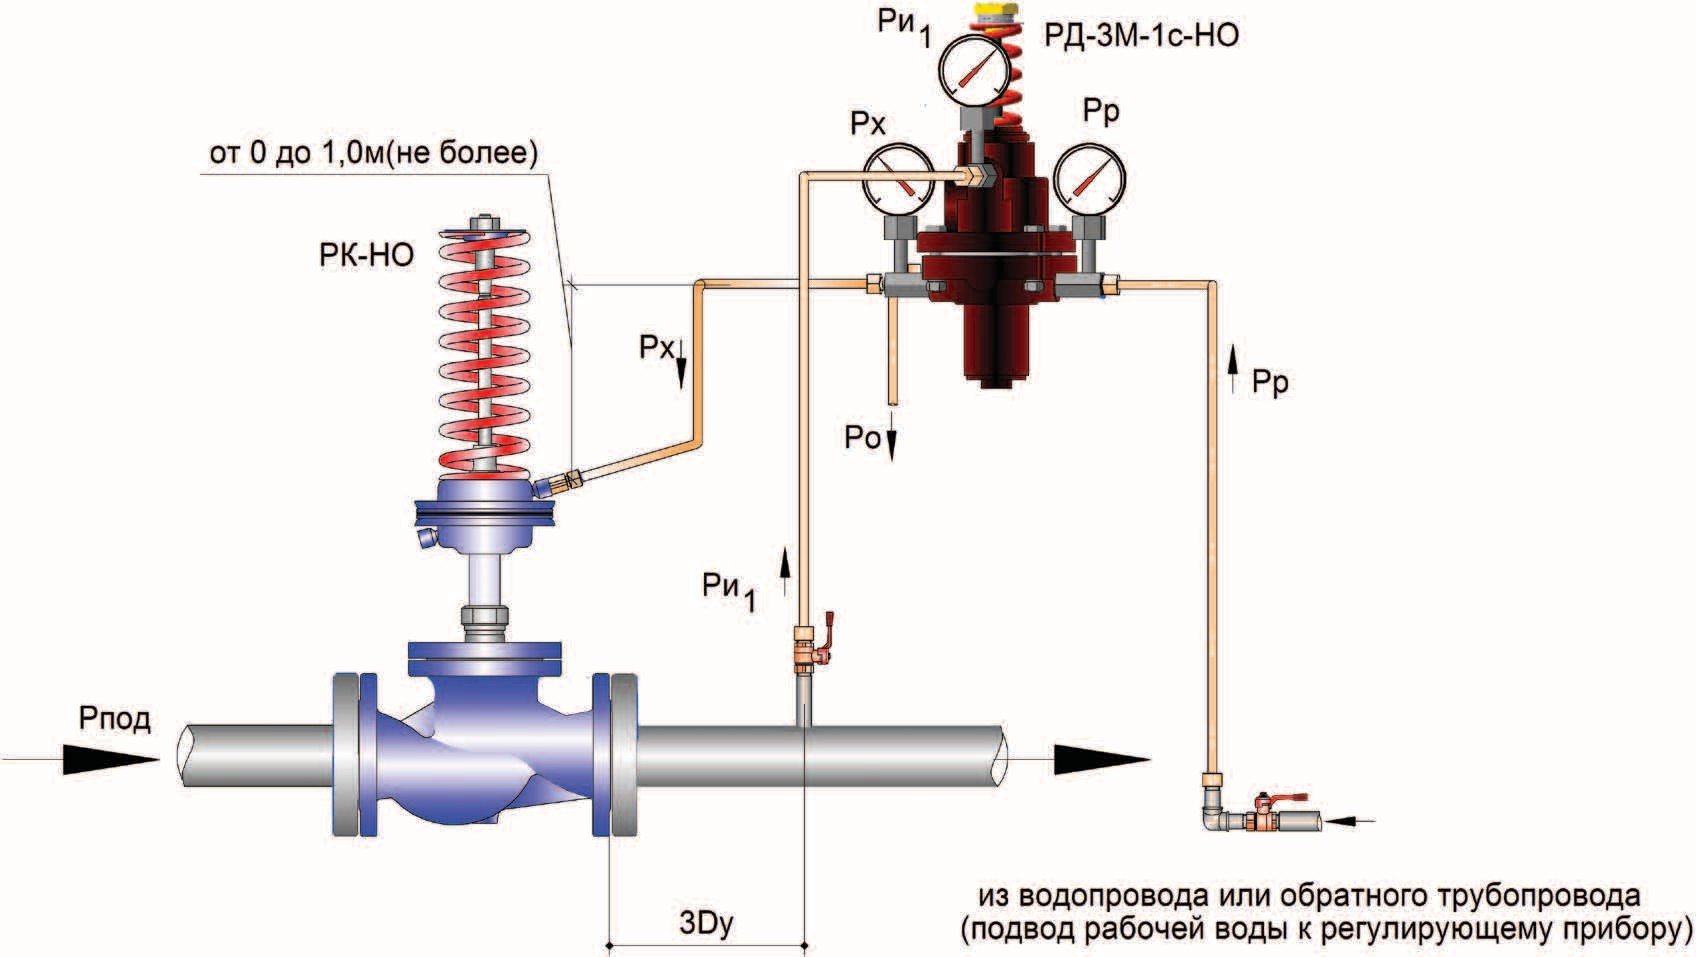 Ри1
РД-3М-1с-НО
Рх
Рр
от 0 до 1,0м(не более)
РК-НО
Рх
Рр
Ро
Ри1
Рпод
3Dу
из водопровода или обратного трубопровода
(подвод рабочей воды к регулирующему прибору)